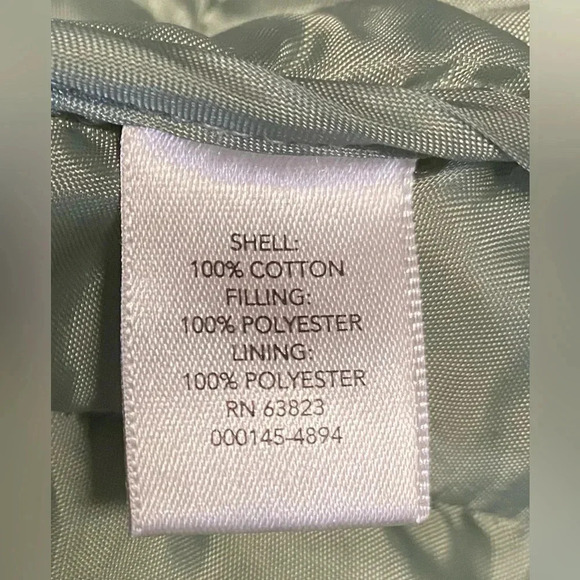 SHELL:
100% COTTON
FILLING:
100% POLYESTER
LINING:
100% POLYESTER
RN 63823
000145-4894